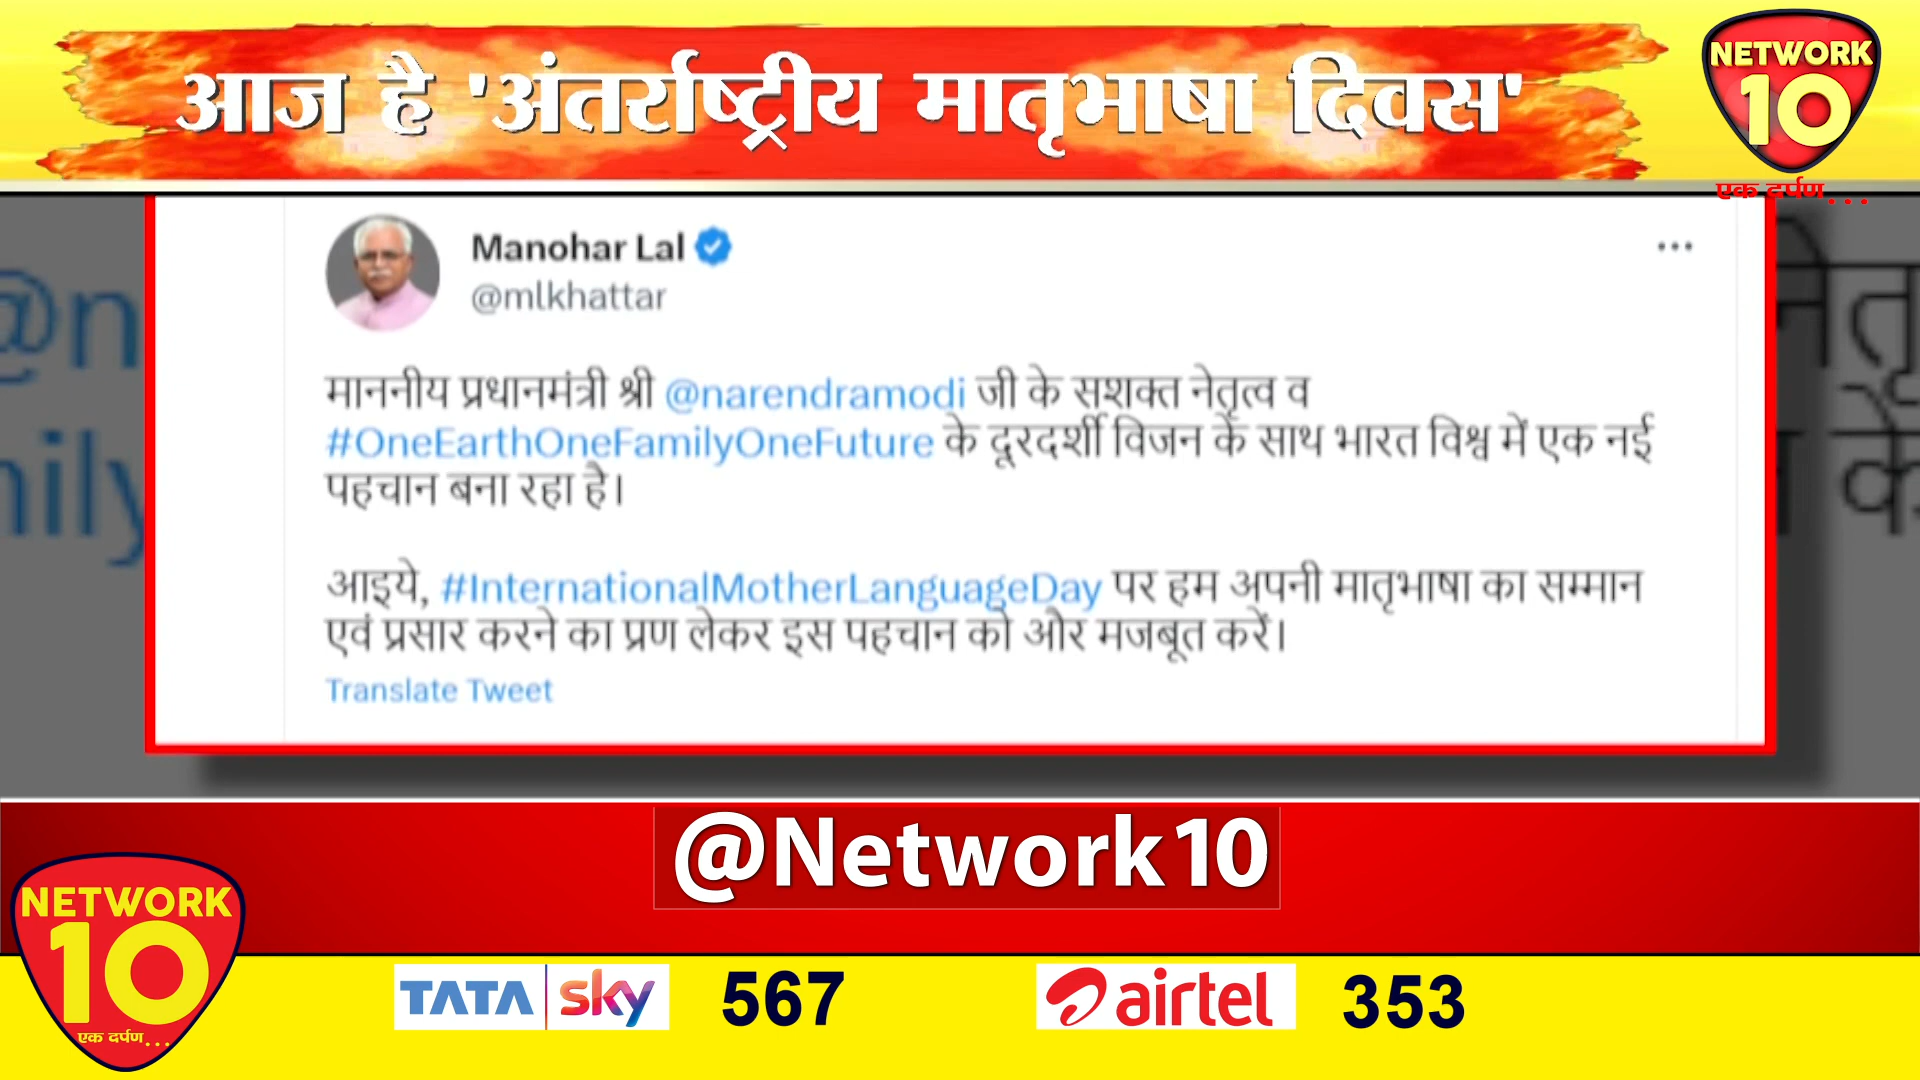 आज है 'अंतर्राष्ट्रीय मातृभाषा दिवस'
NETWORK
10
एक दर्पण...
Manohar Lal
@mlkhattar
माननीय प्रधानमंत्री श्री @narendramodi जी के सशक्त नेतृत्व व
#OneEarthOneFamilyOneFuture के दूरदर्शी विजन के साथ भारत विश्व में एक नई
पहचान बना रहा है।
आइये, #InternationalMotherLanguageDay पर हम अपनी मातृभाषा का सम्मान
एवं प्रसार करने का प्रण लेकर इस पहचान को और मजबूत करें।
Translate Tweet
@n
mily
@Network10
NETWORK
10
एक दर्पण...
TATA sky 567 airtel 353